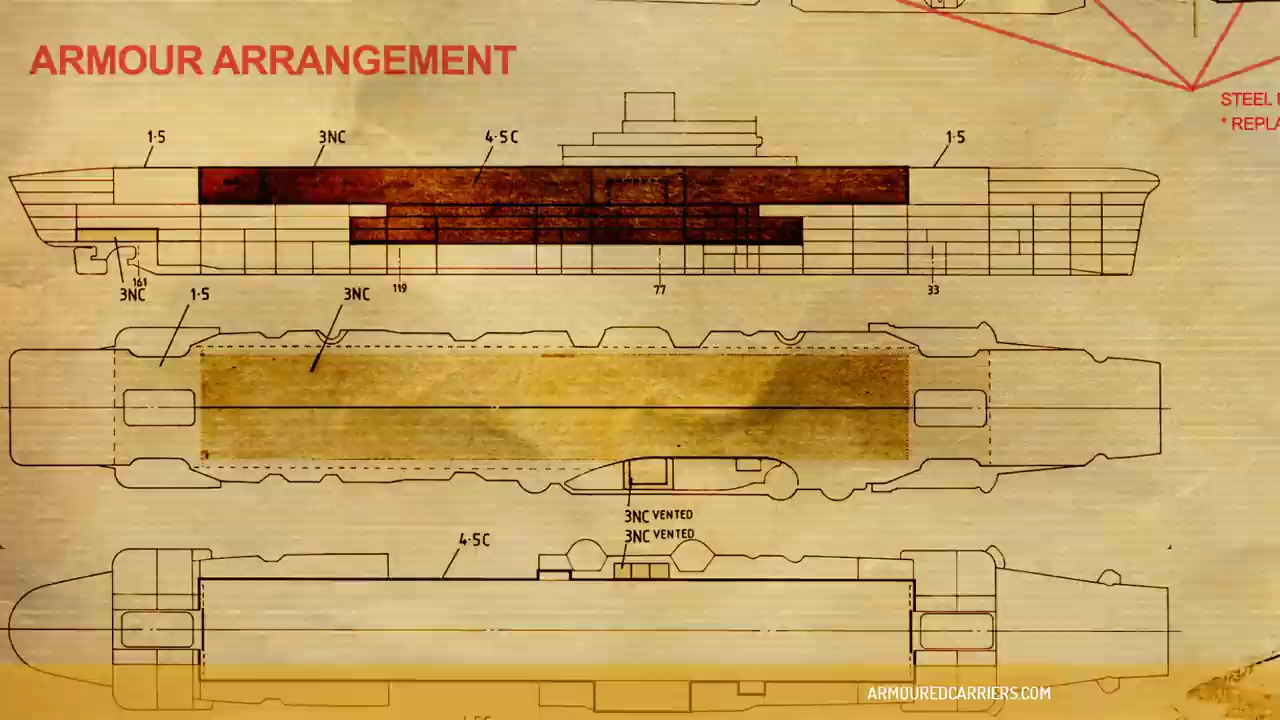 ARMOUR ARRANGEMENT
STEEL
* REPLA
1·5
3NC
4·5C
1·5
161
3NC
119
77
33
1·5
3NC
3NC VENTED
3NC VENTED
4·5C
ARMOUREDCARRIERS.COM